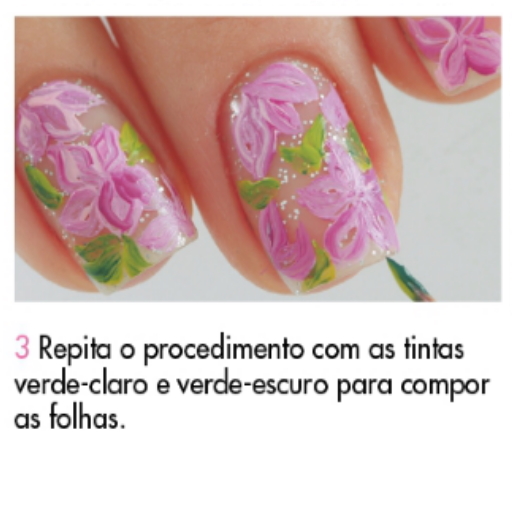 3 Repita o procedimento com as tintas
verde-claro e verde-escuro para compor
as folhas.